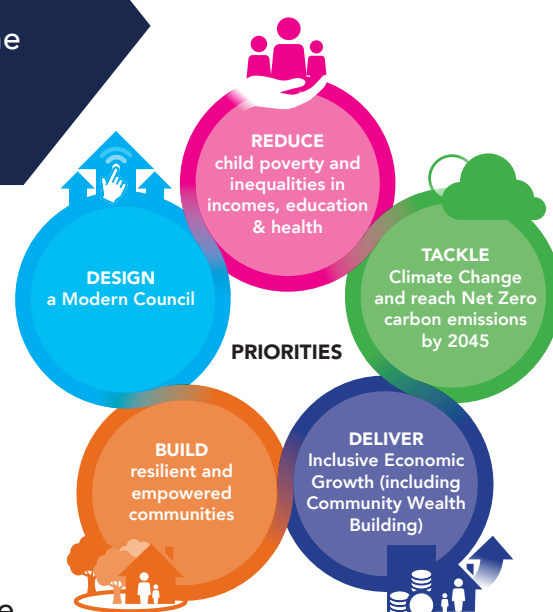 ne
REDUCE
child poverty and
inequalities in
incomes, education
& health
TACKLE
Climate Change
and reach Net Zero
carbon emissions
by 2045
DESIGN
a Modern Council
PRIORITIES
DELIVER
Inclusive Economic
Growth (including
Community Wealth
Building)
BUILD
resilient and
empowered
communities